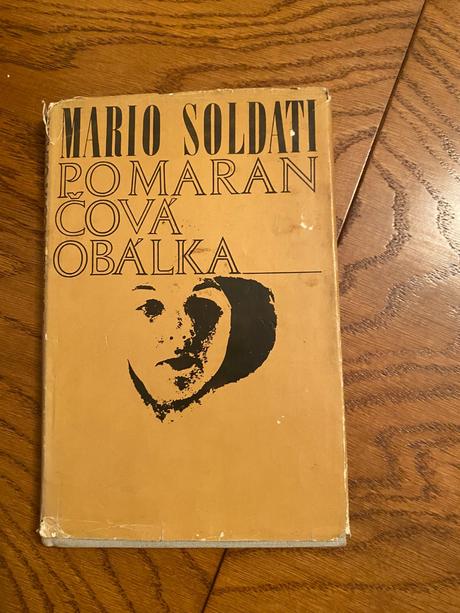 MARIO SOLDATI
POMARAN
ČOVÁ
OBÁLKA